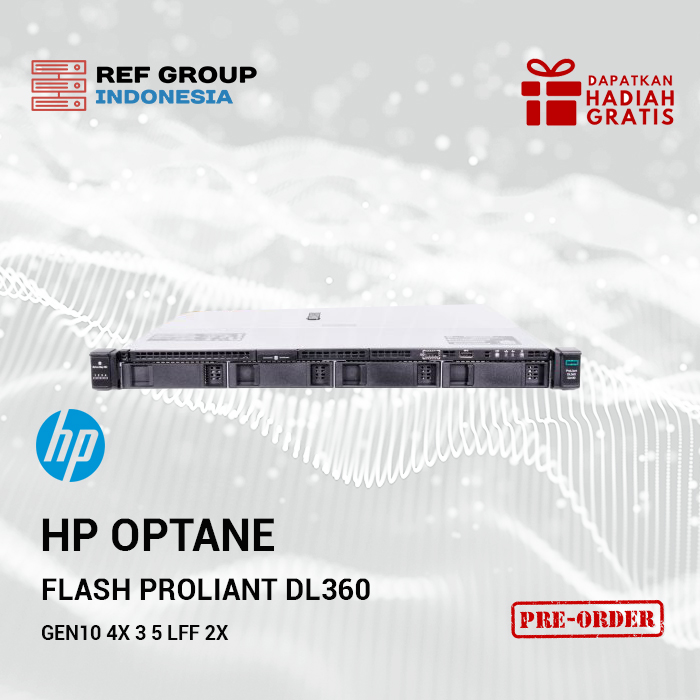 REF GROUP
INDONESIA
DAPATKAN
HADIAH
GRATIS
hp
HP OPTANE
FLASH PROLIANT DL360
GEN10 4X 3 5 LFF 2X
PRE-ORDER